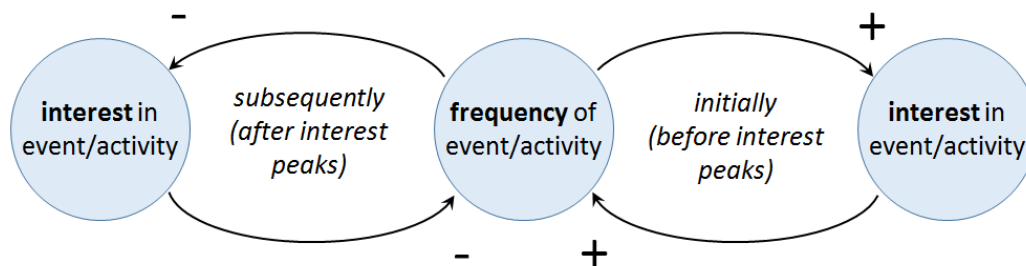 -
+
interest in
event/activity
subsequently
(after interest
peaks)
frequency of
event/activity
initially
(before interest
peaks)
interest in
event/activity
-
+